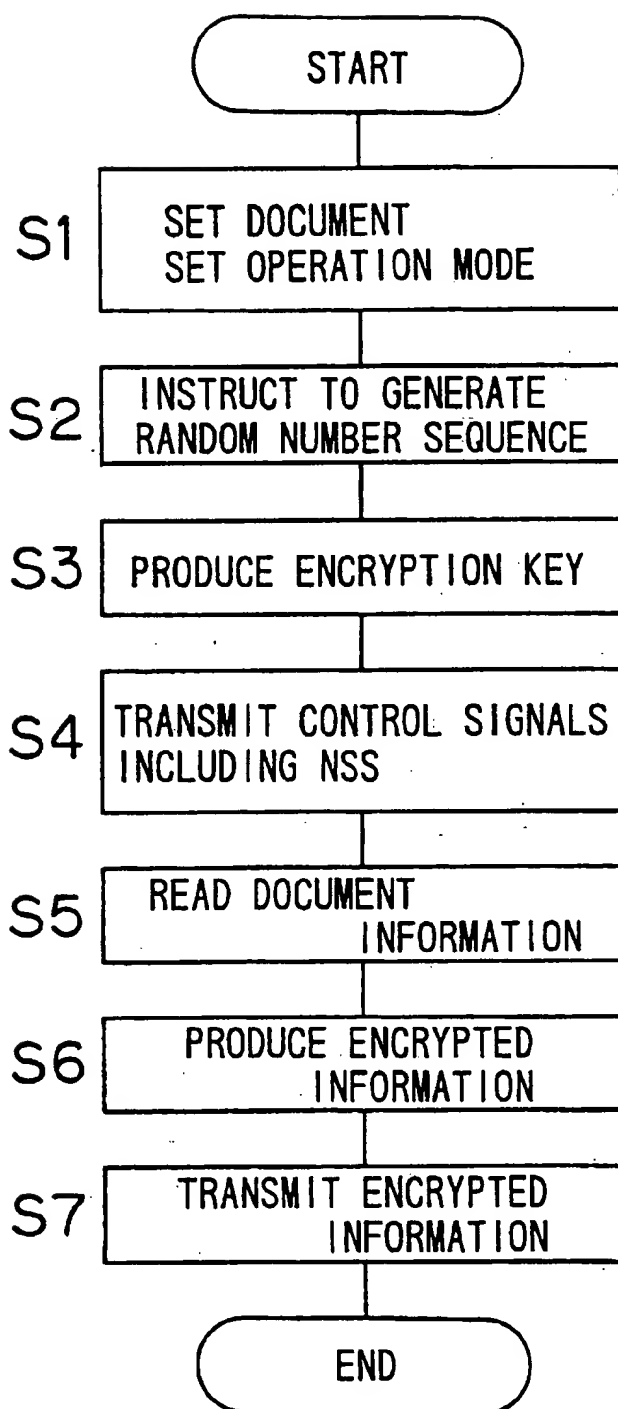 START
S1
SET DOCUMENT
SET OPERATION MODE
S2
INSTRUCT TO GENERATE
RANDOM NUMBER SEQUENCE
S3
PRODUCE ENCRYPTION KEY
S4
TRANSMIT CONTROL SIGNALS
INCLUDING NSS
S5
READ DOCUMENT
INFORMATION
S6
PRODUCE ENCRYPTED
INFORMATION
S7
TRANSMIT ENCRYPTED
INFORMATION
END